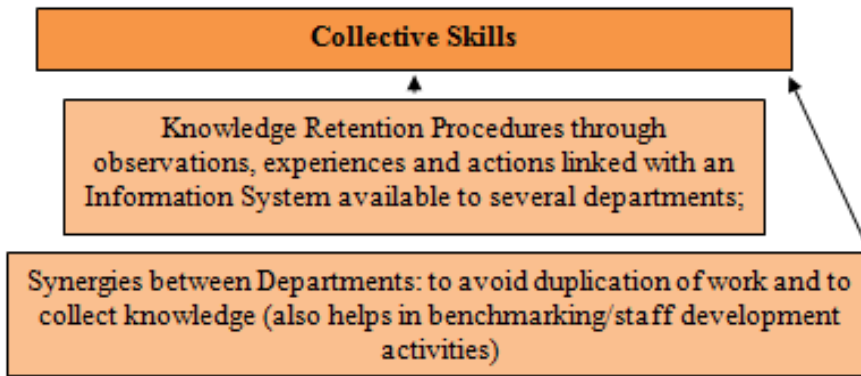 Collective Skills
Knowledge Retention Procedures through
observations, experiences and actions linked with an
Information System available to several departments;
Synergies between Departments: to avoid duplication of work and to
collect knowledge (also helps in benchmarking/staff development
activities)